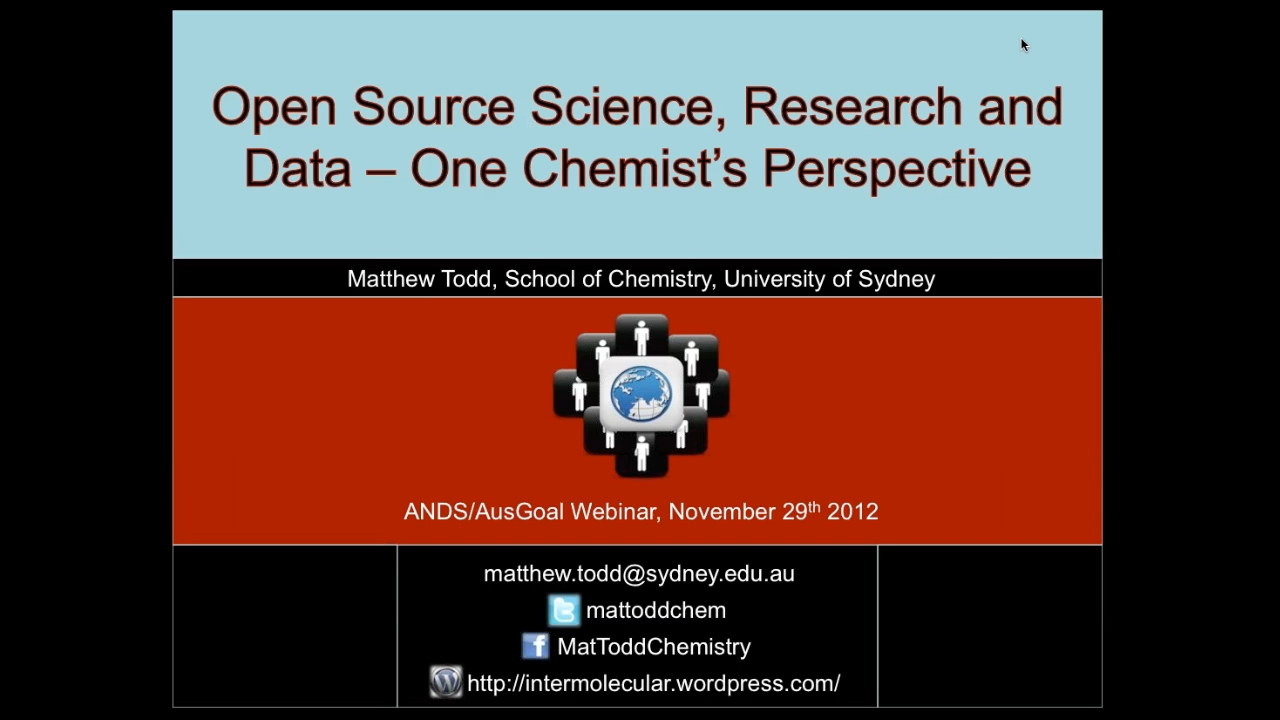 Open Source Science, Research and
Data – One Chemist’s Perspective
Matthew Todd, School of Chemistry, University of Sydney
ANDS/AusGoal Webinar, November 29th 2012
matthew.todd@sydney.edu.au
mattoddchem
MatToddChemistry
http://intermolecular.wordpress.com/